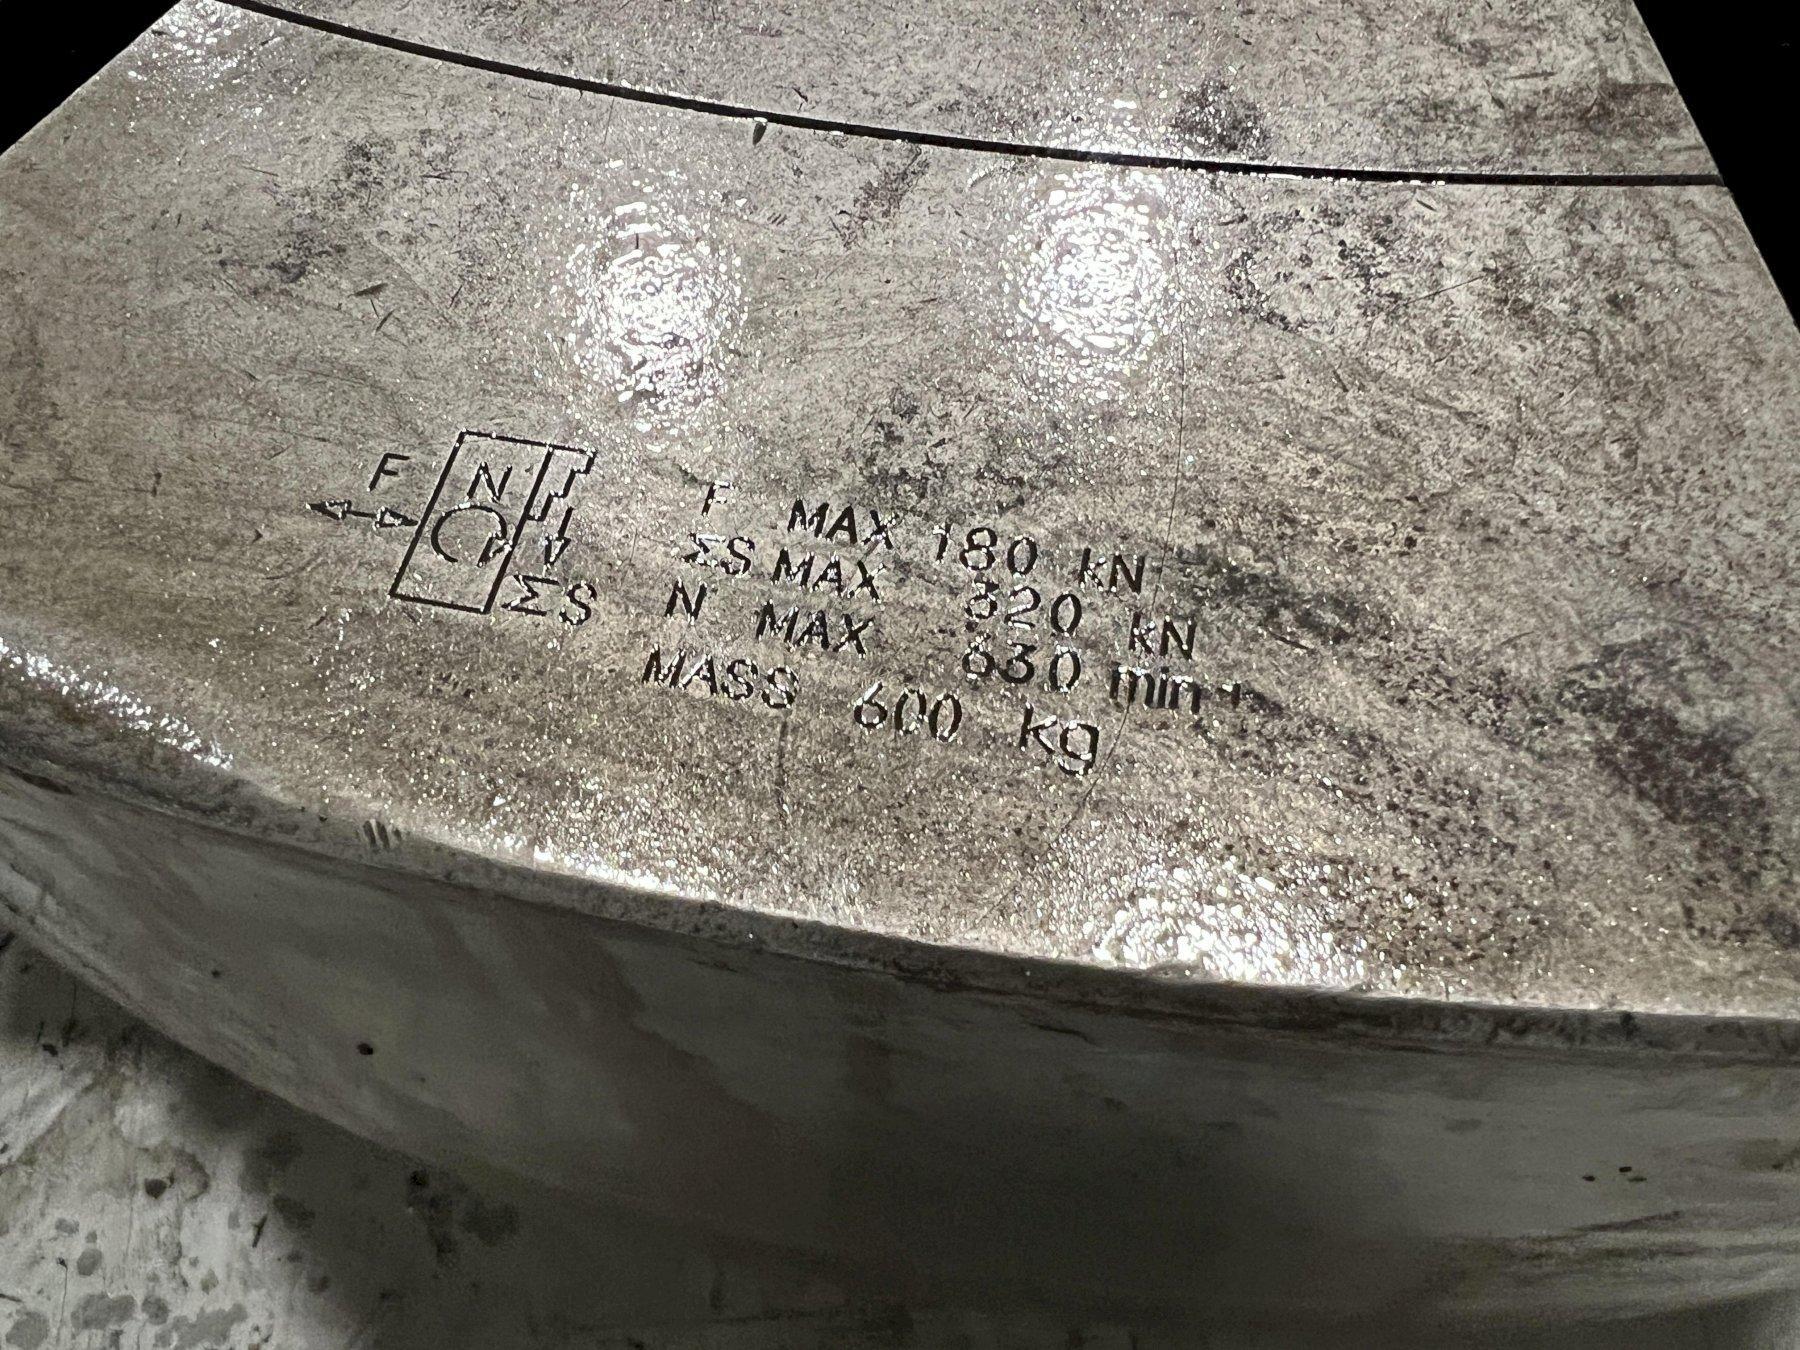 F
N
ΣS
F MAX 180 kN
ΣS MAX 320 kN
N MAX 630 min⁻¹
MASS 600 kg